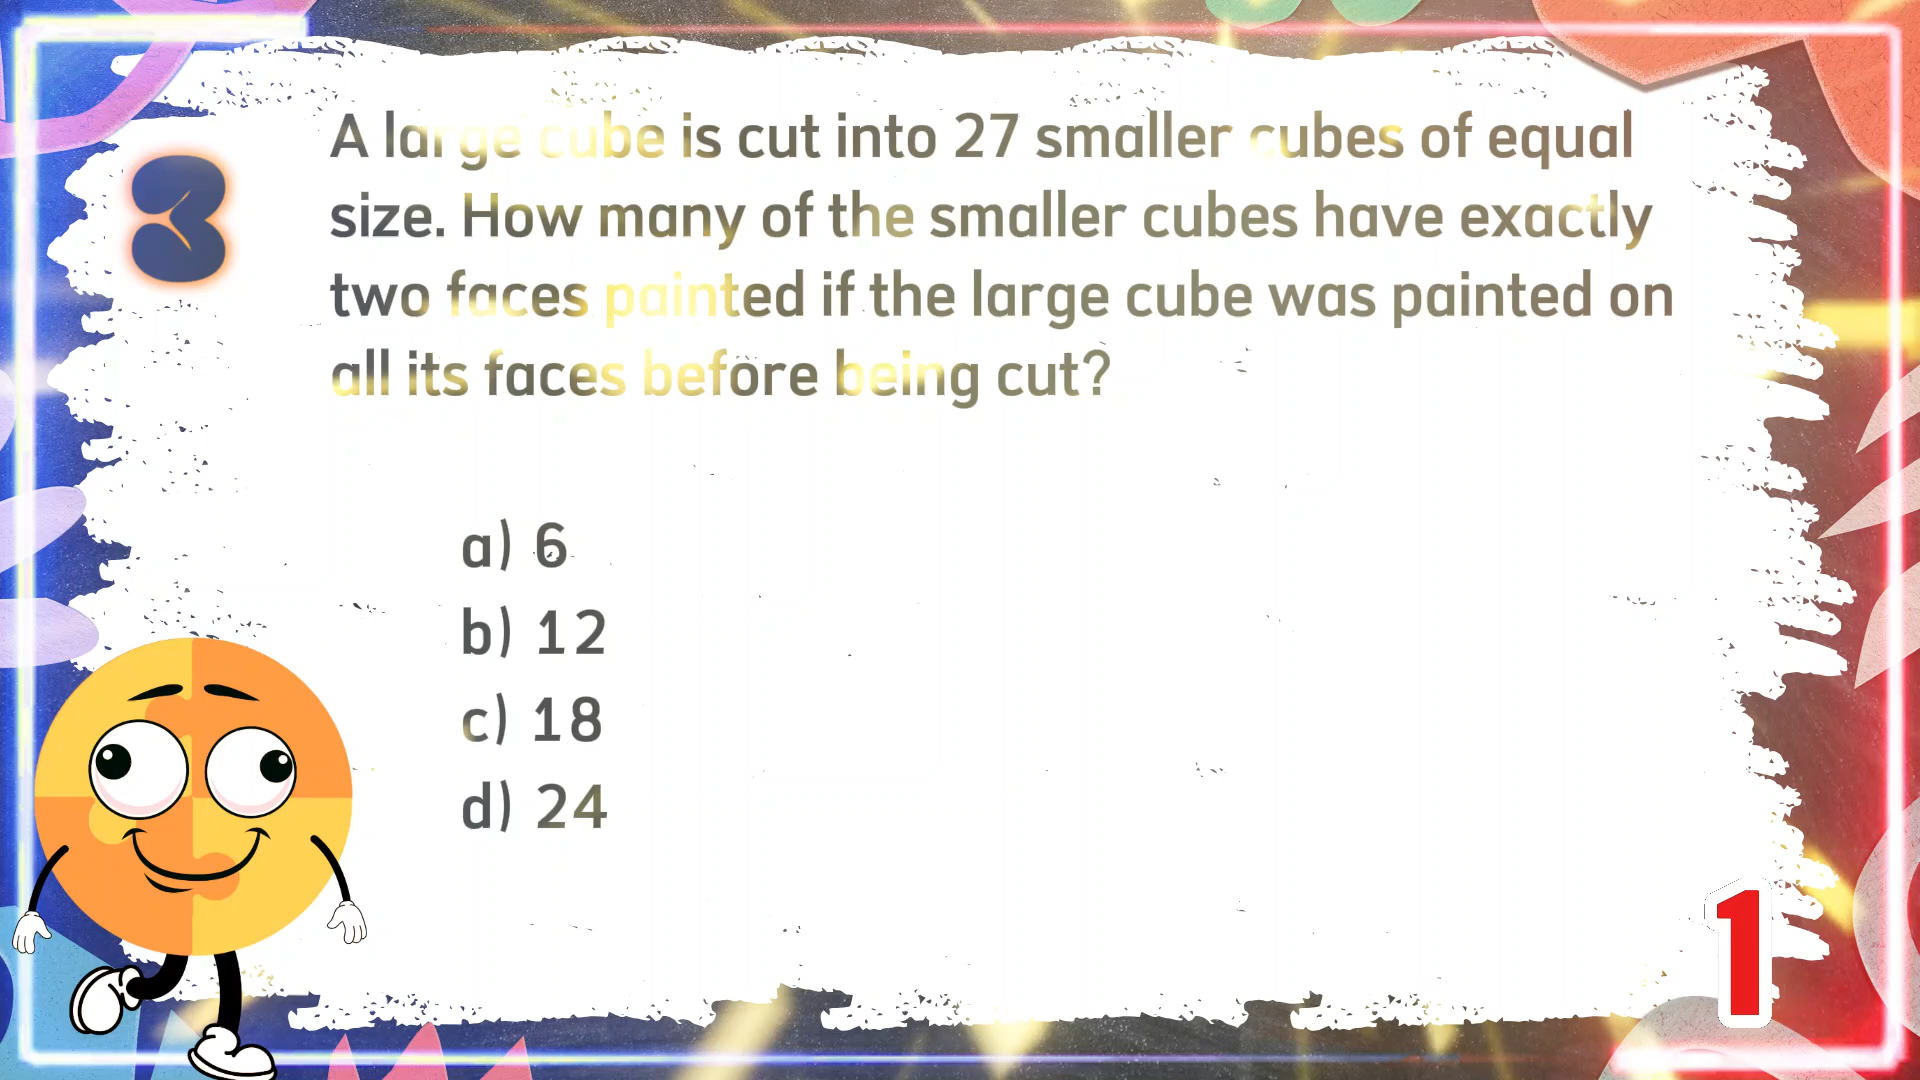 3
A large cube is cut into 27 smaller cubes of equal
size. How many of the smaller cubes have exactly
two faces painted if the large cube was painted on
all its faces before being cut?
a) 6
b) 12
c) 18
d) 24
1